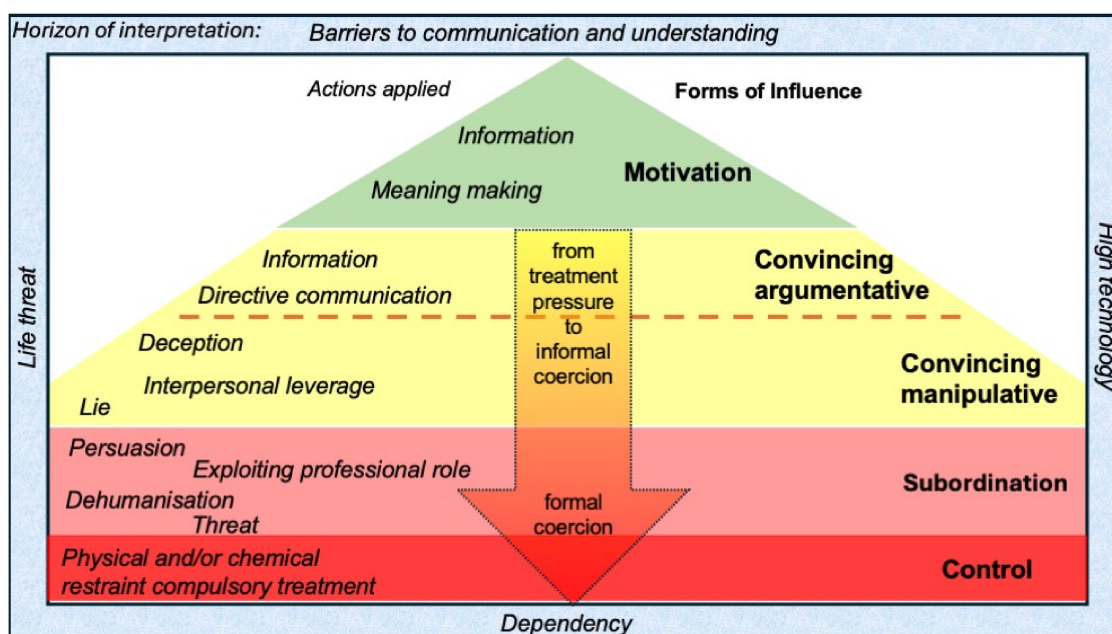 Horizon of interpretation: Barriers to communication and understanding
Actions applied
Forms of Influence
Information
Meaning making
Motivation
Information
Directive communication
Convincing
argumentative
Deception
Interpersonal leverage
Lie
Convincing
manipulative
from
treatment
pressure
to
informal
coercion
Persuasion
Exploiting professional role
Dehumanisation
Threat
Subordination
formal
coercion
Physical and/or chemical
restraint compulsory treatment
Control
Life threat
High technology
Dependency